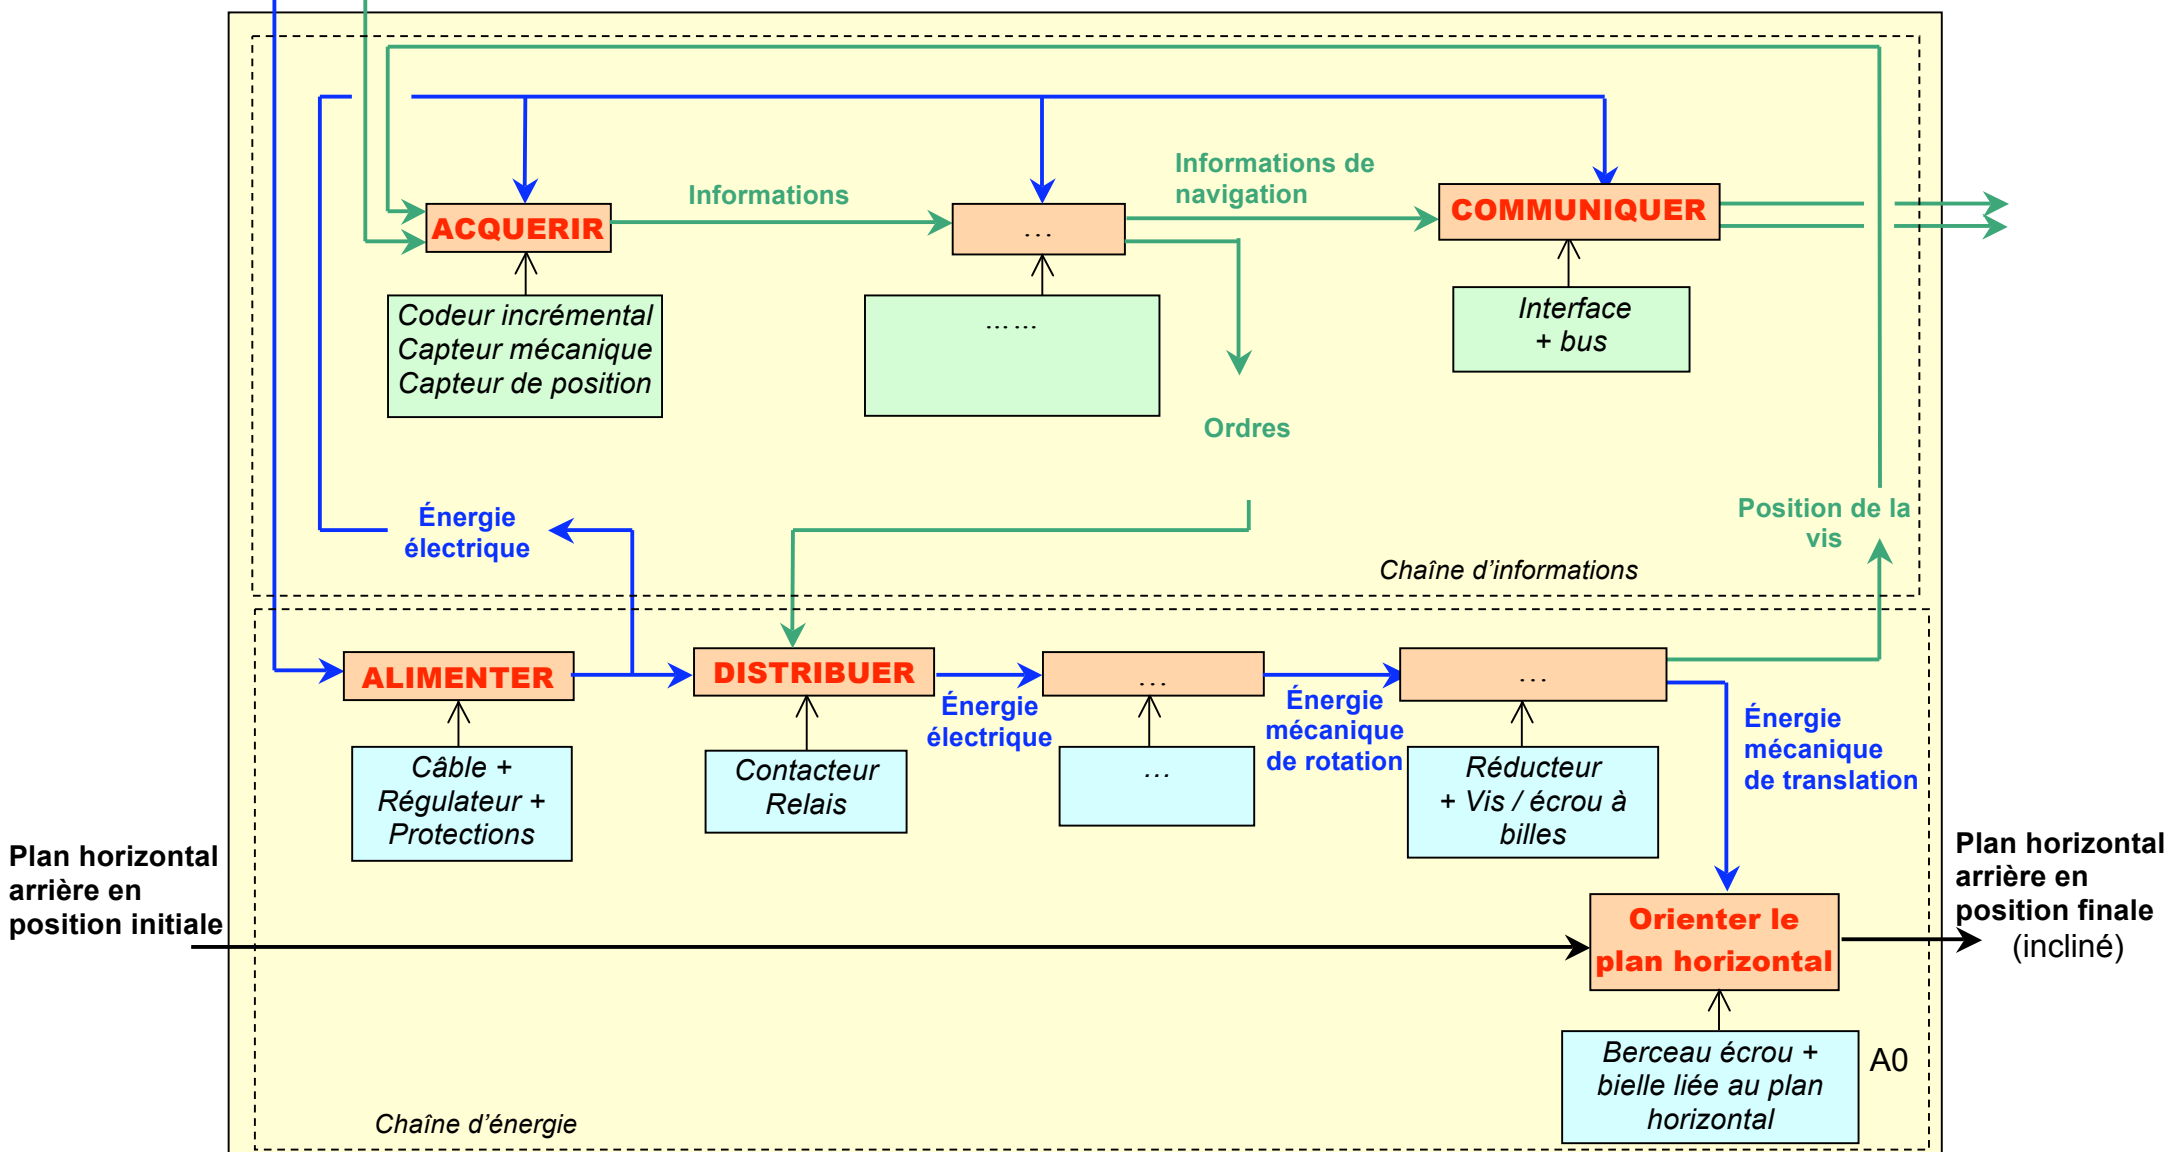 Informations
Informations de
navigation
ACQUERIR
...
COMMUNIQUER
Codeur incrémental
Capteur mécanique
Capteur de position
... ...
Interface
+ bus
Ordres
Énergie
électrique
Position de la
vis
Chaîne d'informations
ALIMENTER
DISTRIBUER
...
...
Énergie
électrique
Énergie
mécanique
de rotation
Énergie
mécanique
de translation
Câble +
Régulateur +
Protections
Contacteur
Relais
...
Réducteur
+ Vis / écrou à
billes
Plan horizontal
arrière en
position initiale
Orienter le
plan horizontal
Plan horizontal
arrière en
position finale
(incliné)
Berceau écrou +
bielle liée au plan
horizontal
A0
Chaîne d'énergie